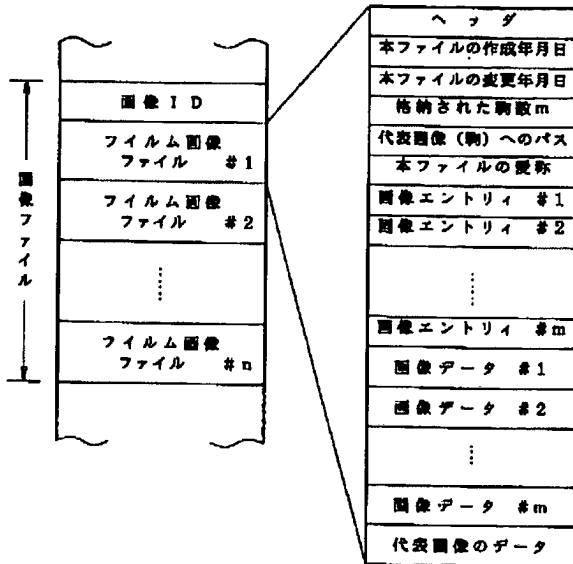 画像ファイル
画像ID
フイルム画像
ファイル #1
フイルム画像
ファイル #2
フイルム画像
ファイル #n
ヘッダ
本ファイルの作成年月日
本ファイルの変更年月日
格納された駒数m
代表画像(駒)へのパス
本ファイルの愛称
画像エントリィ #1
画像エントリィ #2
画像エントリィ #m
画像データ #1
画像データ #2
画像データ #m
代表画像のデータ